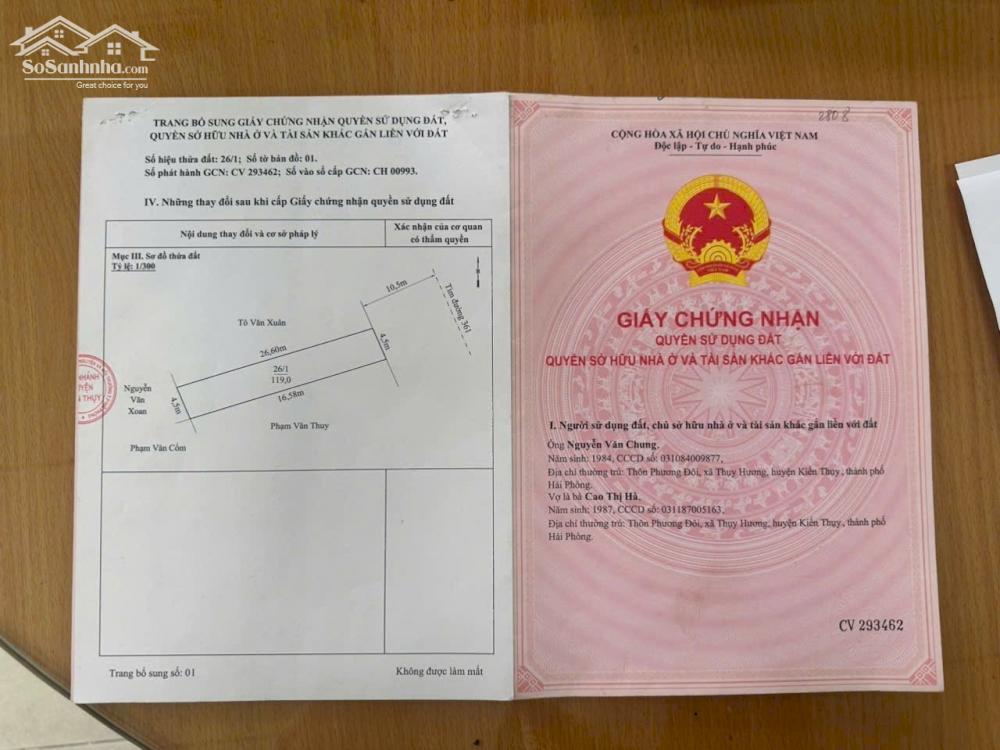 SoSanhnha.com
Great choice for you
TRANG BỔ SUNG GIẤY CHỨNG NHẬN QUYỀN SỬ DỤNG ĐẤT,
QUYỀN SỞ HỮU NHÀ Ở VÀ TÀI SẢN KHÁC GẮN LIỀN VỚI ĐẤT
Số hiệu thửa đất: 26/1; Số tờ bản đồ: 01.
Số phát hành GCN: CV 293462; Số vào sổ cấp GCN: CH 00993.
IV. Những thay đổi sau khi cấp Giấy chứng nhận quyền sử dụng đất
Nội dung thay đổi và cơ sở pháp lý
Xác nhận của cơ quan
có thẩm quyền
Mục III. Sơ đồ thửa đất
Tỷ lệ: 1/300
10,5m
Tim đường 361
Tô Văn Xuân
26,60m
4,5m
26/1
119,0
16,58m
4,5m
Nguyễn
Văn
Xoan
Phạm Văn Thuy
Phạm Văn Cốm
Trang bổ sung số: 01
Không được làm mất
2808
CỘNG HÒA XÃ HỘI CHỦ NGHĨA VIỆT NAM
Độc lập - Tự do - Hạnh phúc
GIẤY CHỨNG NHẬN
QUYỀN SỬ DỤNG ĐẤT
QUYỀN SỞ HỮU NHÀ Ở VÀ TÀI SẢN KHÁC GẮN LIỀN VỚI ĐẤT
I. Người sử dụng đất, chủ sở hữu nhà ở và tài sản khác gắn liền với đất
Ông Nguyễn Văn Chung.
Năm sinh: 1984, CCCD số: 031084009877,
Địa chỉ thường trú: Thôn Phương Đôi, xã Thụy Hương, huyện Kiến Thụy, thành phố
Hải Phòng.
Vợ là bà Cao Thị Hà,
Năm sinh: 1987, CCCD số: 031187005163,
Địa chỉ thường trú: Thôn Phương Đôi, xã Thụy Hương, huyện Kiến Thụy, thành phố
Hải Phòng.
CV 293462